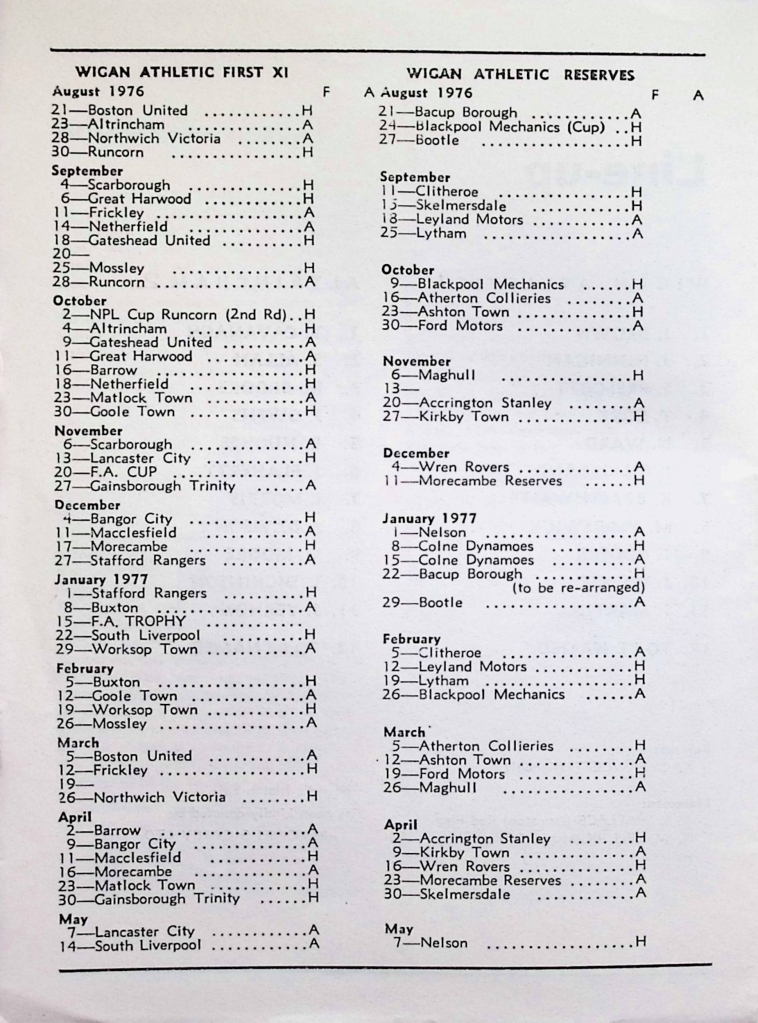 WIGAN ATHLETIC FIRST XI
August 1976 F A
21—Boston United ............H
23—Altrincham ..............A
28—Northwich Victoria ........A
30—Runcorn ..............H
September
4—Scarborough ..............H
6—Great Harwood ............H
11—Frickley ..................A
14—Netherfield ..............A
18—Gateshead United ..........H
20—
25—Mossley ..............H
28—Runcorn ..................A
October
2—NPL Cup Runcorn (2nd Rd)..H
4—Altrincham ..............H
9—Gateshead United ..........A
11—Great Harwood ............A
16—Barrow ..................H
18—Netherfield ..............H
23—Matlock Town ............A
30—Goole Town ..............H
November
6—Scarborough ..............A
13—Lancaster City ............H
20—F.A. CUP ................
27—Gainsborough Trinity ......A
December
4—Bangor City ..............H
11—Macclesfield ..............A
17—Morecambe ..............H
27—Stafford Rangers ..........A
January 1977
1—Stafford Rangers ..........H
8—Buxton ..................A
15—F.A. TROPHY ............
22—South Liverpool ..........H
29—Worksop Town ............A
February
5—Buxton ..................H
12—Goole Town ..............A
19—Worksop Town ............H
26—Mossley ..................A
March
5—Boston United ............A
12—Frickley ..................H
19—
26—Northwich Victoria ........H
April
2—Barrow ..................A
9—Bangor City ..............A
11—Macclesfield ..............H
16—Morecambe ..............A
23—Matlock Town ............H
30—Gainsborough Trinity ......H
May
7—Lancaster City ............A
14—South Liverpool ............A
WIGAN ATHLETIC RESERVES
August 1976 F A
21—Bacup Borough ............A
24—Blackpool Mechanics (Cup) ..H
27—Bootle ..................H
September
11—Clitheroe ................H
15—Skelmersdale ............H
18—Leyland Motors ............A
25—Lytham ..................A
October
9—Blackpool Mechanics ......H
16—Atherton Collieries ........A
23—Ashton Town ..............H
30—Ford Motors ..............A
November
6—Maghull ................H
13—
20—Accrington Stanley ........A
27—Kirkby Town ..............H
December
4—Wren Rovers ..............A
11—Morecambe Reserves ......H
January 1977
1—Nelson ..................A
8—Colne Dynamoes ..........H
15—Colne Dynamoes ..........A
22—Bacup Borough ............H
(to be re-arranged)
29—Bootle ..................A
February
5—Clitheroe ................A
12—Leyland Motors ............H
19—Lytham ..................H
26—Blackpool Mechanics ......A
March
5—Atherton Collieries ........H
12—Ashton Town ..............A
19—Ford Motors ..............H
26—Maghull ................A
April
2—Accrington Stanley ........H
9—Kirkby Town ..............A
16—Wren Rovers ..............H
23—Morecambe Reserves ........A
30—Skelmersdale ............A
May
7—Nelson ..................H